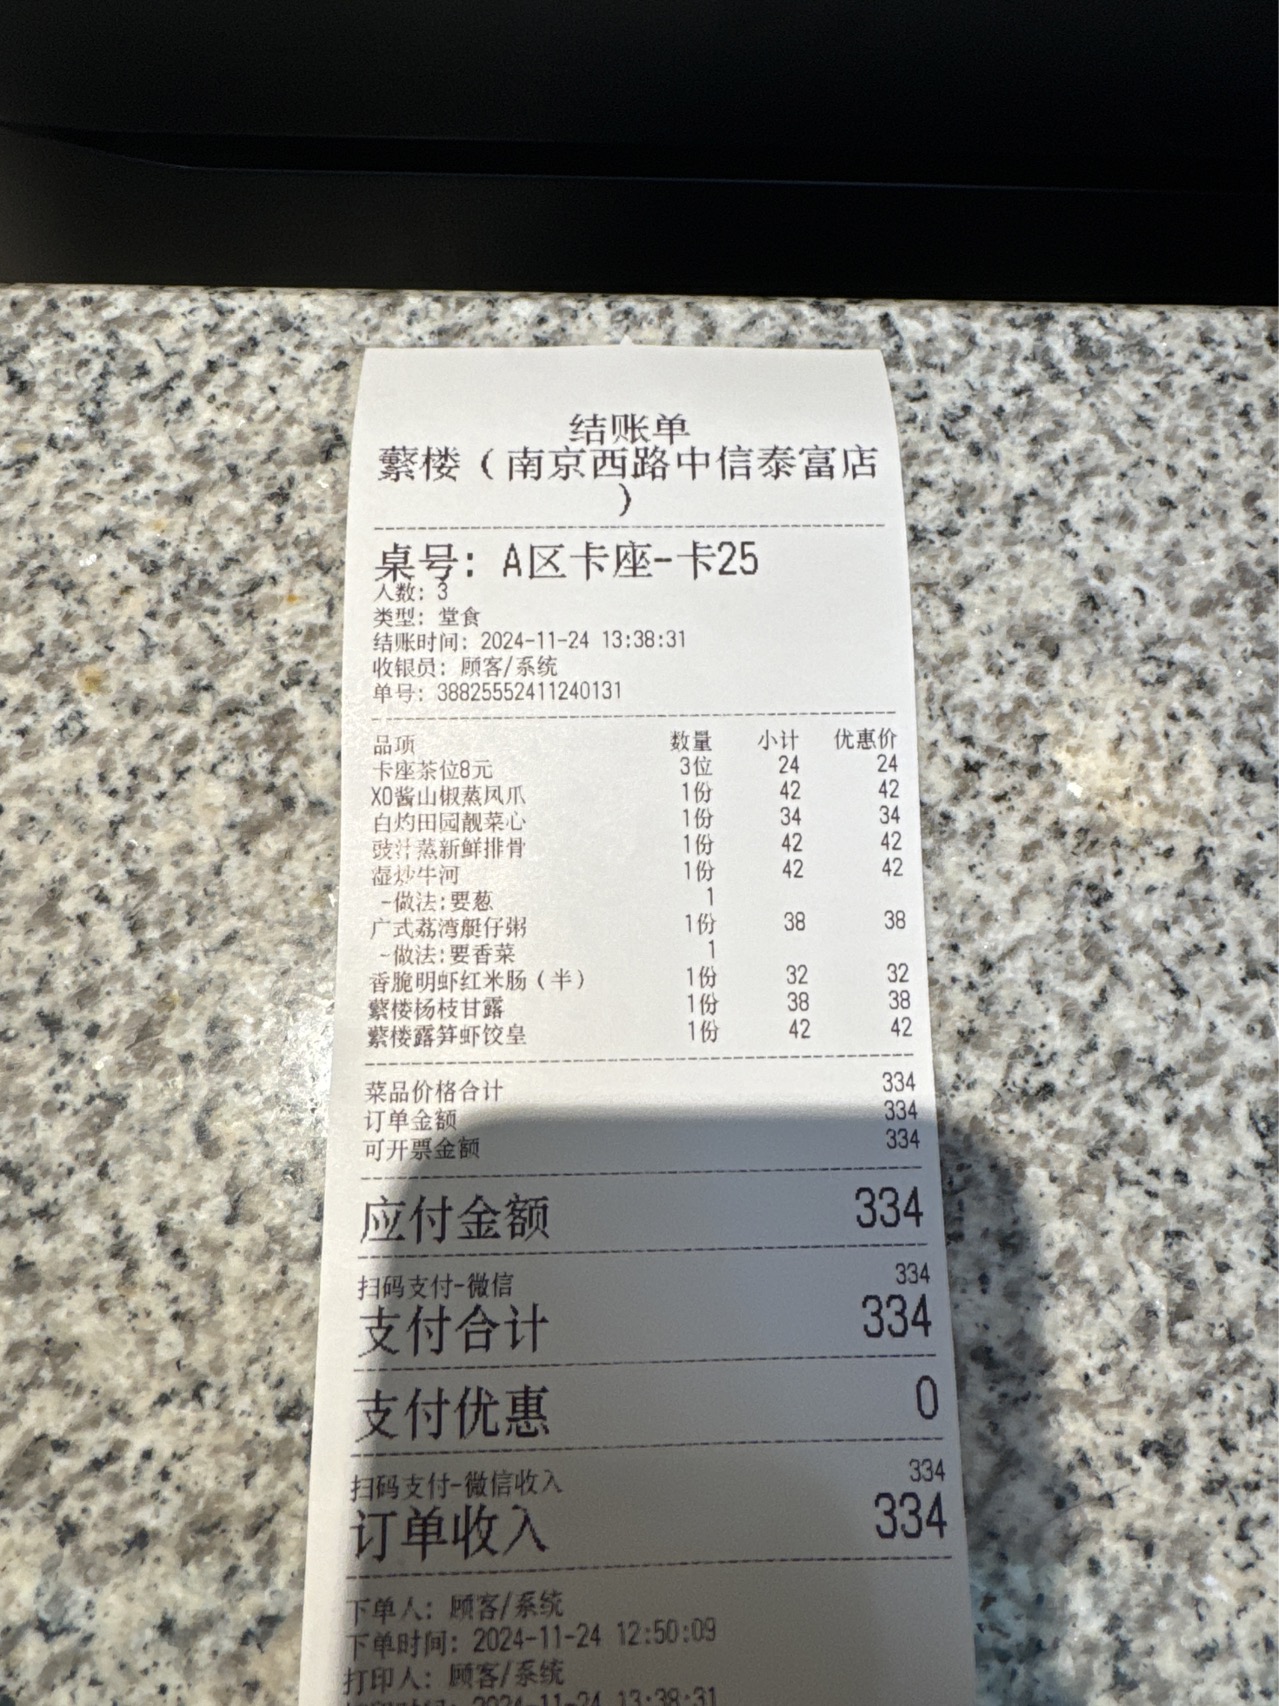 结账单
蘩楼（南京西路中信泰富店
）
桌号: A区卡座-卡25
人数: 3
类型: 堂食
结账时间: 2024-11-24 13:38:31
收银员: 顾客/系统
单号: 38825552411240131
品项 数量 小计 优惠价
卡座茶位8元 3位 24 24
XO酱山椒蒸凤爪 1份 42 42
白灼田园靓菜心 1份 34 34
豉汁蒸新鲜排骨 1份 42 42
湿炒牛河 1份 42 42
-做法:要葱 1
广式荔湾艇仔粥 1份 38 38
-做法:要香菜 1
香脆明虾红米肠（半） 1份 32 32
蘩楼杨枝甘露 1份 38 38
蘩楼露笋虾饺皇 1份 42 42
菜品价格合计 334
订单金额 334
可开票金额 334
应付金额 334
扫码支付-微信 334
支付合计 334
支付优惠 0
扫码支付-微信收入 334
订单收入 334
下单人: 顾客/系统
下单时间: 2024-11-24 12:50:09
打印人: 顾客/系统
2024-11-24 13:38:31